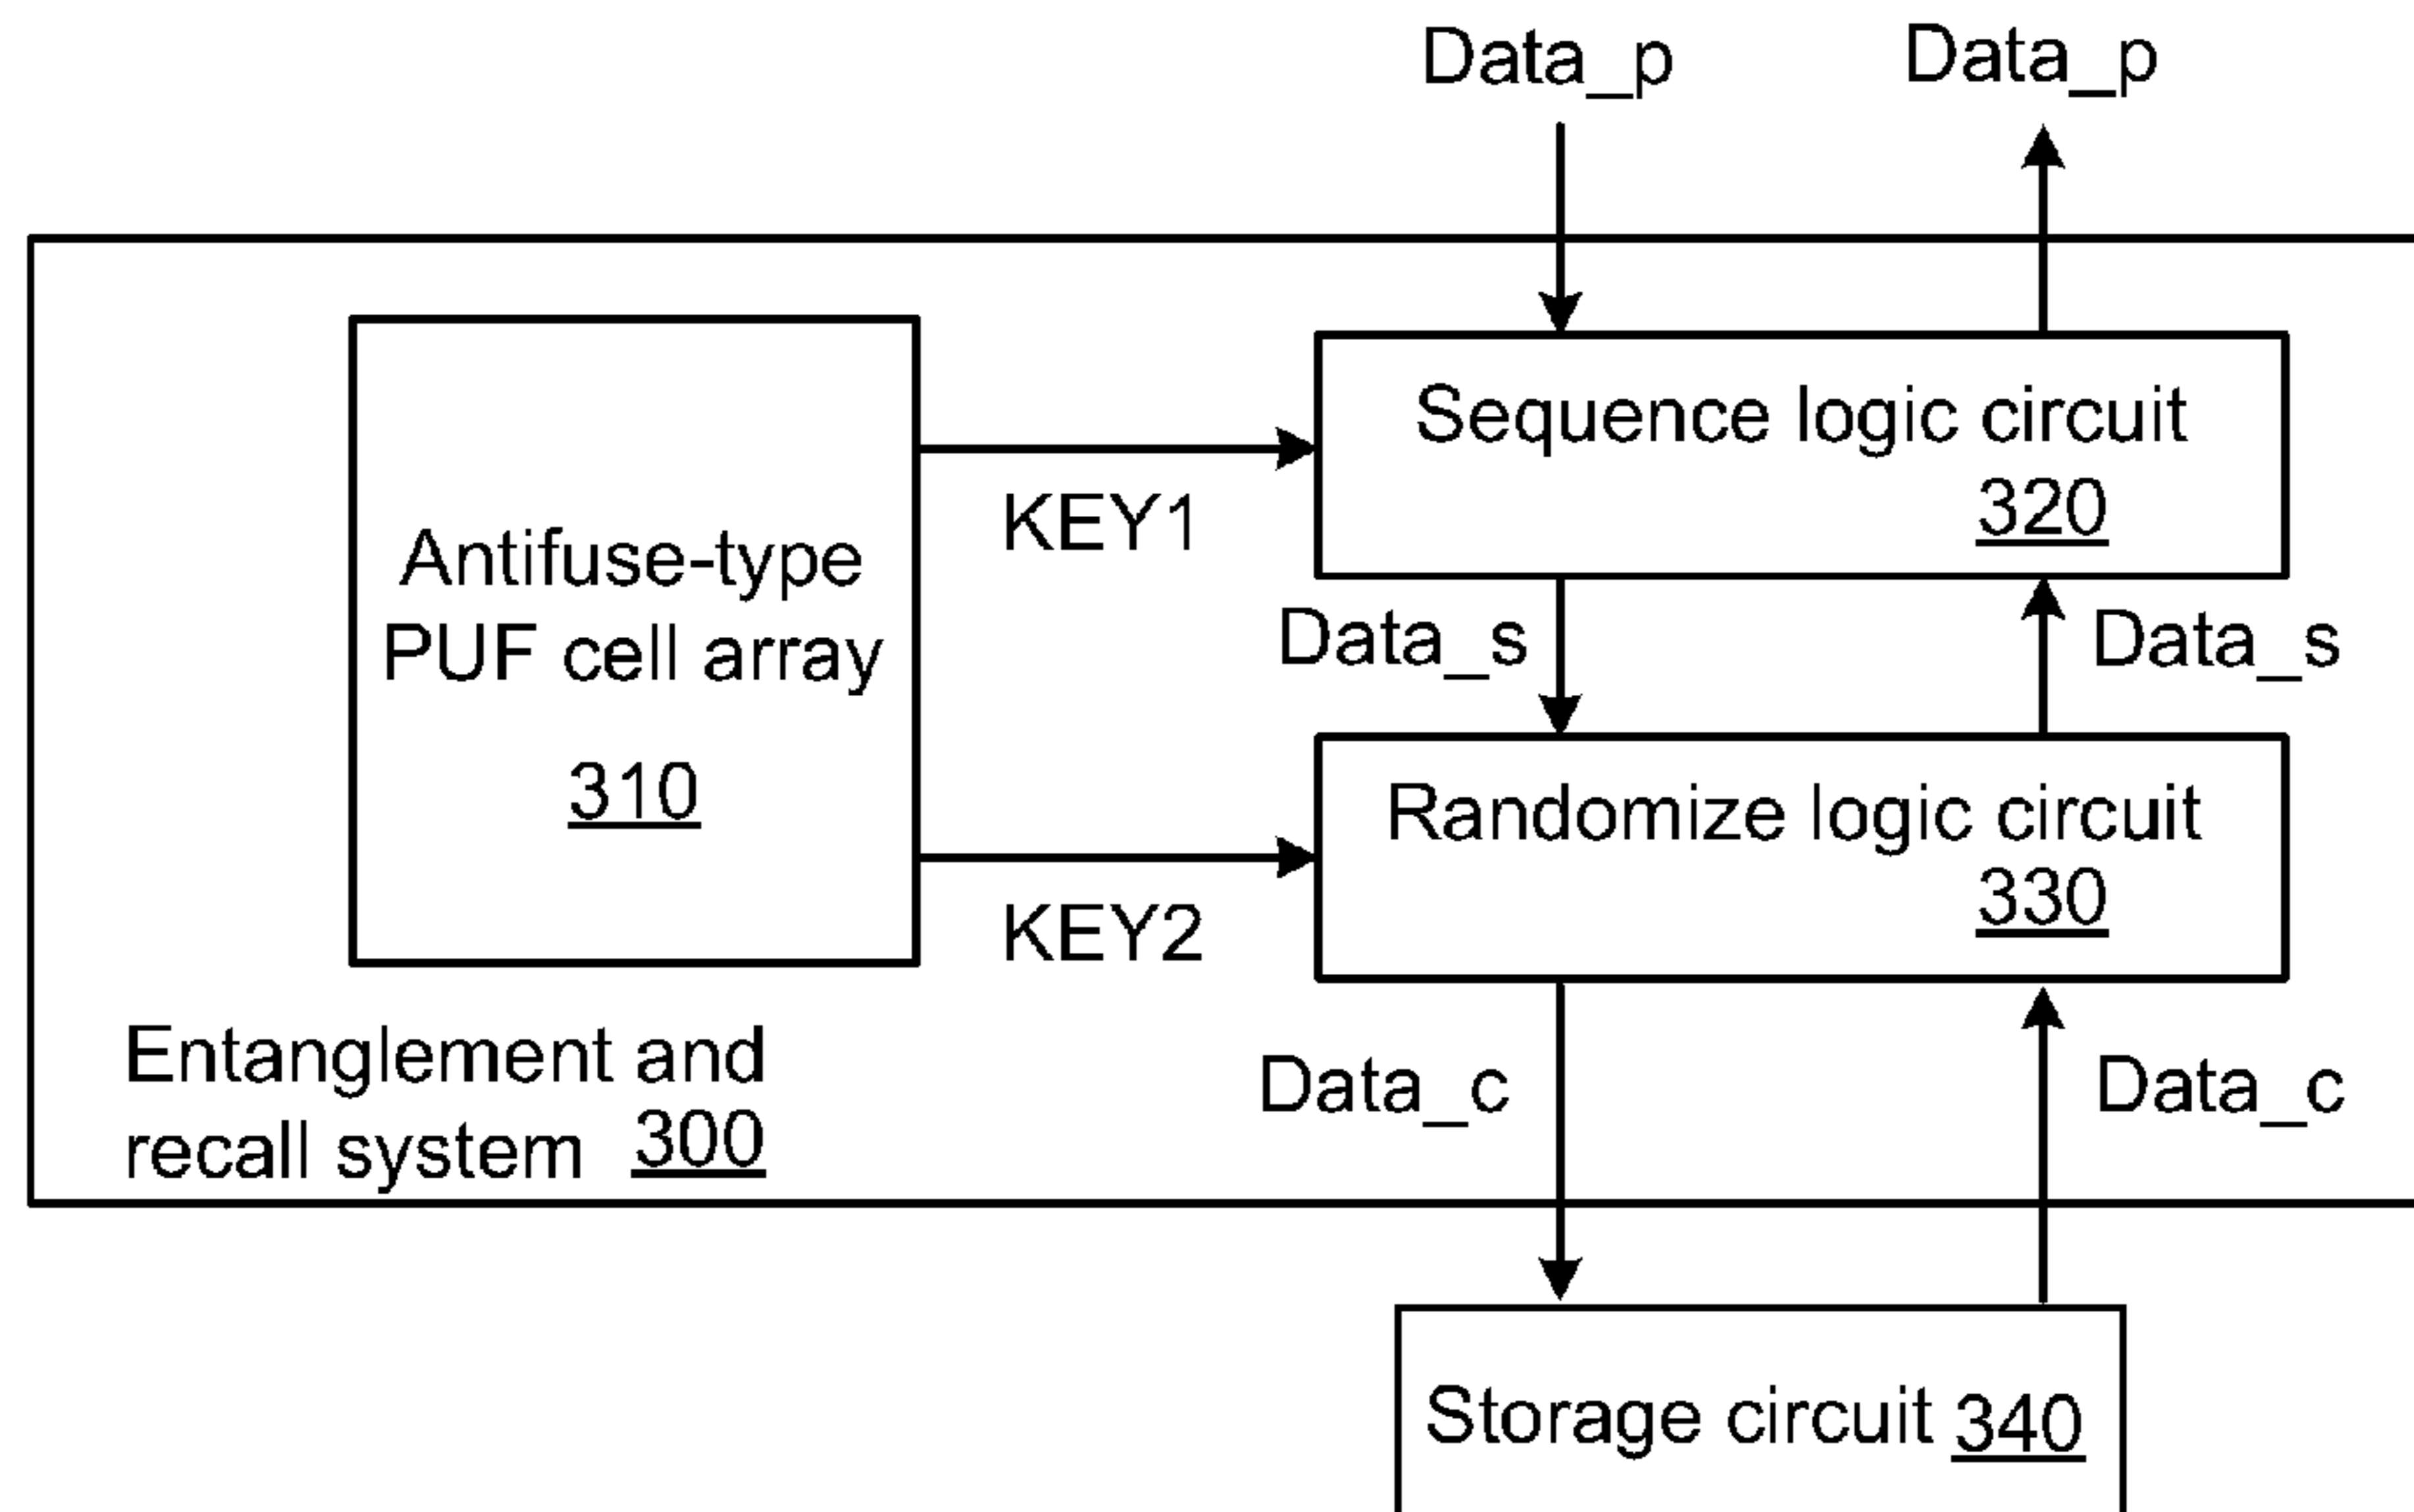 Data_p
Data_p
Antifuse-type
PUF cell array
310
KEY1
KEY2
Sequence logic circuit
320
Data_s
Data_s
Randomize logic circuit
330
Data_c
Data_c
Entanglement and
recall system 300
Storage circuit 340